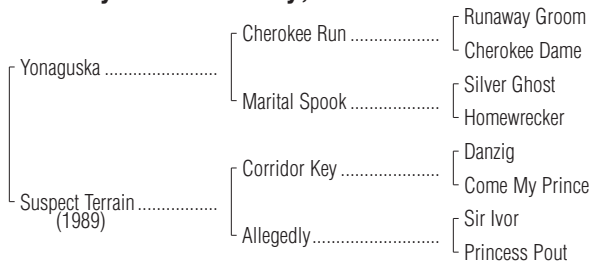 Runaway Groom
Cherokee Run ...................
Cherokee Dame
Yonaguska ........................
Silver Ghost
Marital Spook ...................
Homewrecker
Danzig
Corridor Key .....................
Come My Prince
Suspect Terrain .................
(1989)
Sir Ivor
Allegedly ...........................
Princess Pout